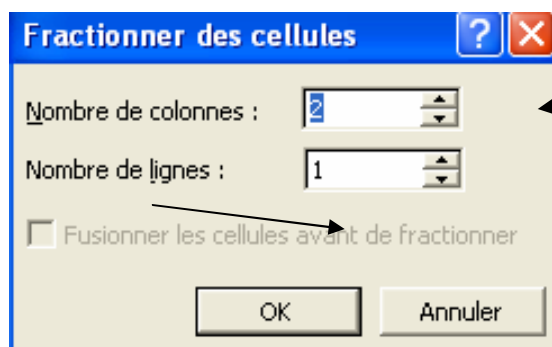 Fractionner des cellules
Nombre de colonnes : 2
Nombre de lignes : 1
Fusionner les cellules avant de fractionner
OK Annuler